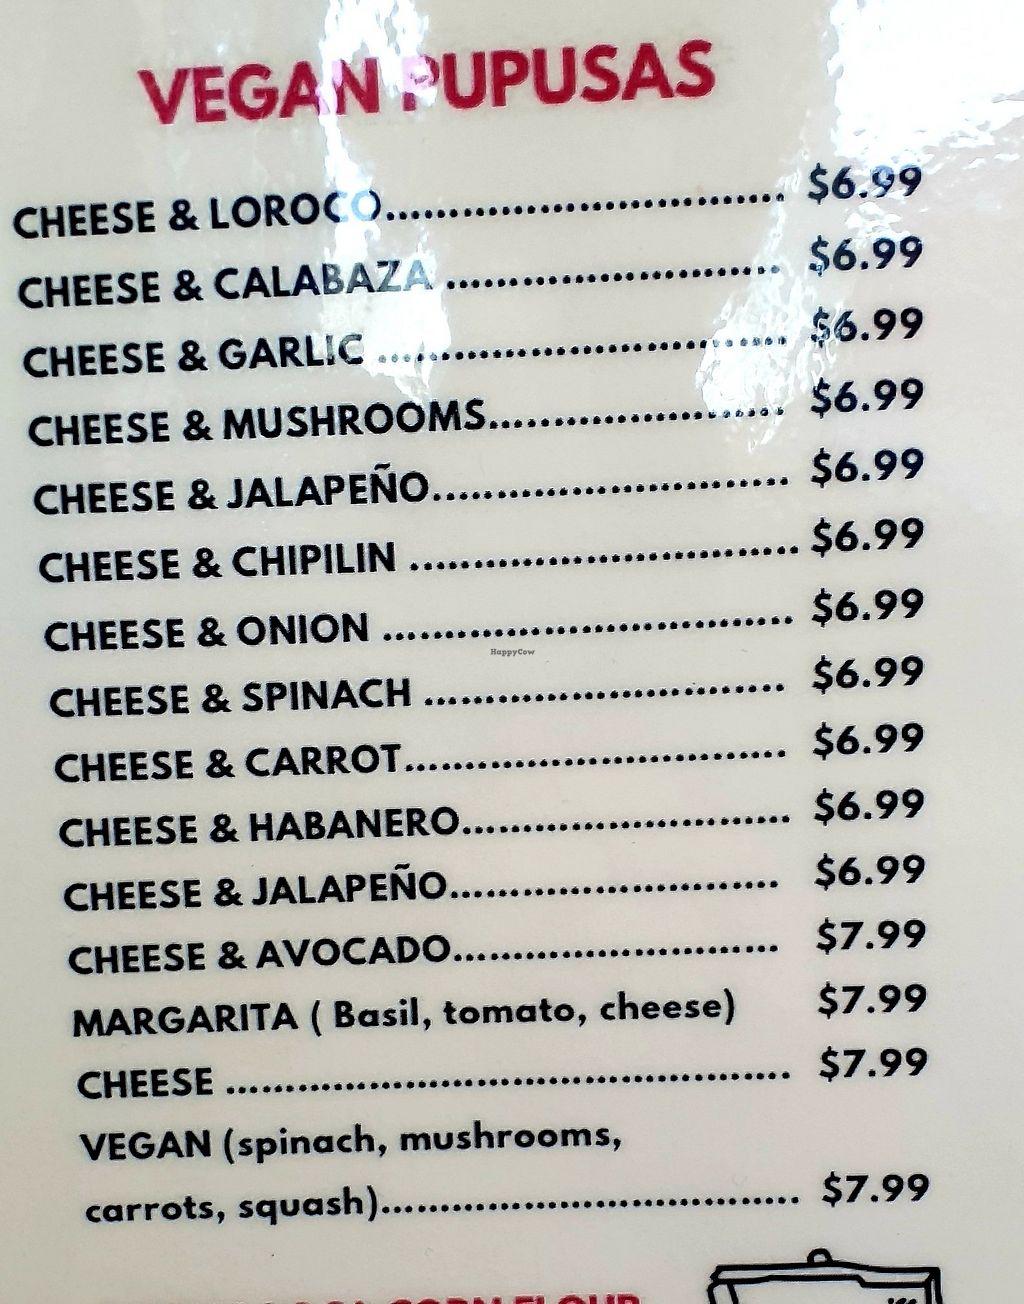 VEGAN PUPUSAS
CHEESE & LOROCO............................... $6.99
CHEESE & CALABAZA ........................... $6.99
CHEESE & GARLIC ................................. $6.99
CHEESE & MUSHROOMS........................ $6.99
CHEESE & JALAPEÑO............................. $6.99
CHEESE & CHIPILIN ............................... $6.99
CHEESE & ONION ................................. $6.99
HappyCow
CHEESE & SPINACH ............................. $6.99
CHEESE & CARROT............................... $6.99
CHEESE & HABANERO........................... $6.99
CHEESE & JALAPEÑO........................... $6.99
CHEESE & AVOCADO........................... $7.99
MARGARITA ( Basil, tomato, cheese) $7.99
CHEESE ............................................... $7.99
VEGAN (spinach, mushrooms,
carrots, squash)................................... $7.99
CORN FLOUR